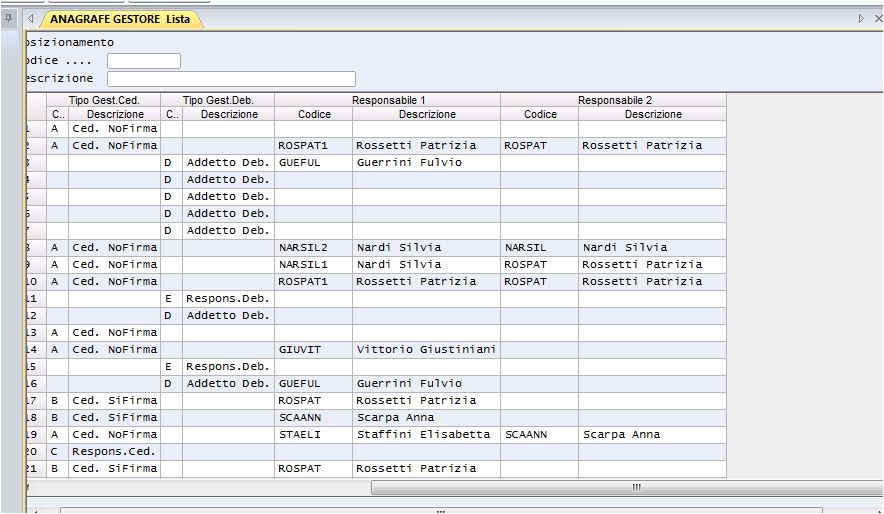 ANAGRAFE GESTORE Lista
osizionamento
odice ....
escrizione
Tipo Gest.Ced. Tipo Gest.Deb. Responsabile 1 Responsabile 2
C.. Descrizione C.. Descrizione Codice Descrizione Codice Descrizione
1 A Ced. NoFirma
2 A Ced. NoFirma ROSPAT1 Rossetti Patrizia ROSPAT Rossetti Patrizia
3 D Addetto Deb. GUEFUL Guerrini Fulvio
4 D Addetto Deb.
5 D Addetto Deb.
6 D Addetto Deb.
7 D Addetto Deb.
8 A Ced. NoFirma NARSIL2 Nardi Silvia NARSIL Nardi Silvia
9 A Ced. NoFirma NARSIL1 Nardi Silvia ROSPAT Rossetti Patrizia
10 A Ced. NoFirma ROSPAT1 Rossetti Patrizia ROSPAT Rossetti Patrizia
11 E Respons.Deb.
12 D Addetto Deb.
13 A Ced. NoFirma
14 A Ced. NoFirma GIUVIT Vittorio Giustiniani
15 E Respons.Deb.
16 D Addetto Deb. GUEFUL Guerrini Fulvio
17 B Ced. SiFirma ROSPAT Rossetti Patrizia
18 B Ced. SiFirma SCAANN Scarpa Anna
19 A Ced. NoFirma STAELI Staffini Elisabetta SCAANN Scarpa Anna
20 C Respons.Ced.
21 B Ced. SiFirma ROSPAT Rossetti Patrizia